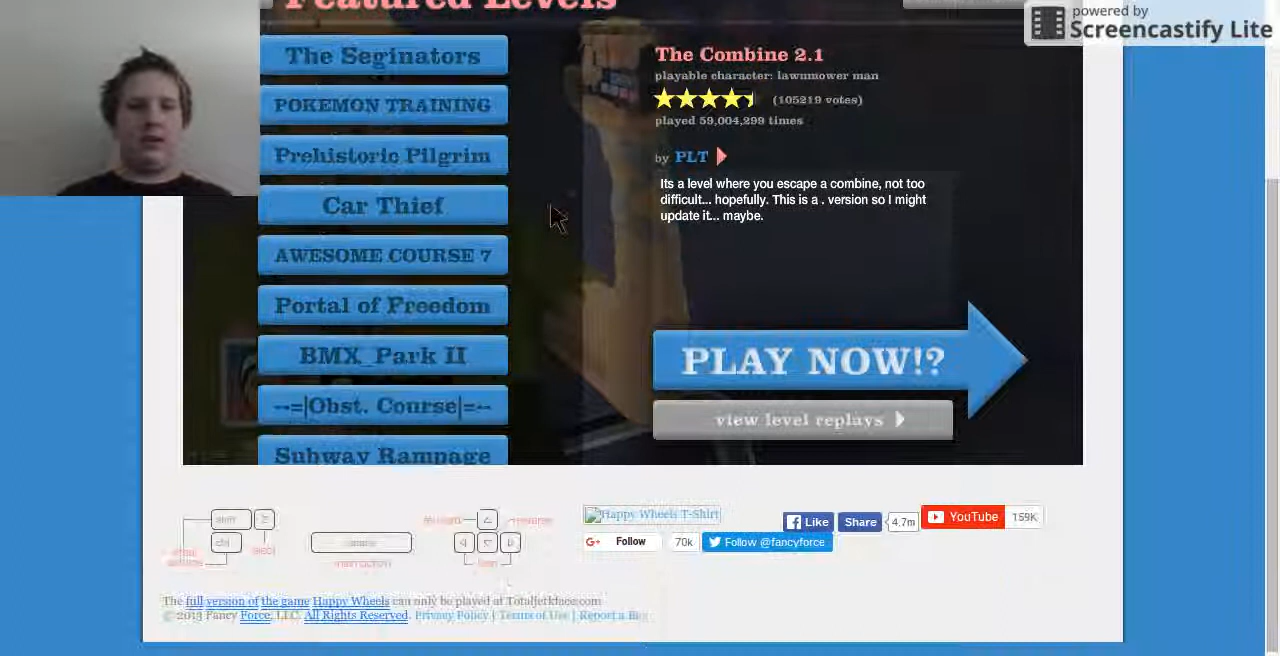 Featured Levels
powered by
Screencastify Lite
The Seginators
POKEMON TRAINING
Prehistoric Pilgrim
Car Thief
AWESOME COURSE 7
Portal of Freedom
BMX_Park II
--=|Obst. Course|=--
Subway Rampage
The Combine 2.1
playable character: lawnmower man
(105219 votes)
played 59,004,299 times
by PLT
Its a level where you escape a combine, not too
difficult... hopefully. This is a . version so I might
update it... maybe.
PLAY NOW!?
view level replays
shift
Z
ctrl
eject
space
Happy Wheels T-Shirt
Like
Share
4.7m
YouTube
159K
G+ Follow
70k
Follow @fancyforce
The full version of the game Happy Wheels can only be played at Totaljerkface.com
© 2013 Fancy Force, LLC. All Rights Reserved. Privacy Policy | Terms of Use | Report a